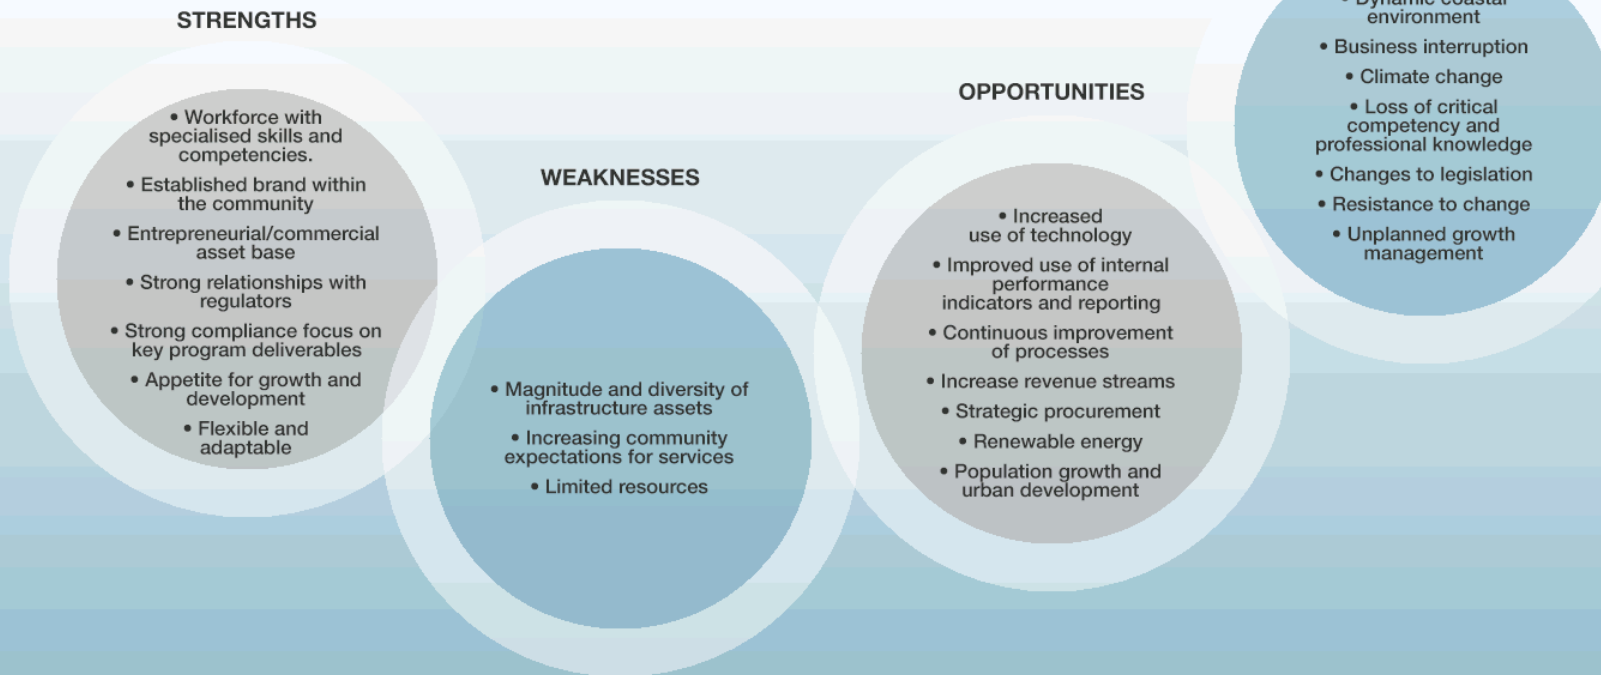 STRENGTHS
• Workforce with
specialised skills and
competencies.
• Established brand within
the community
• Entrepreneurial/commercial
asset base
• Strong relationships with
regulators
• Strong compliance focus on
key program deliverables
• Appetite for growth and
development
• Flexible and
adaptable
WEAKNESSES
• Magnitude and diversity of
infrastructure assets
• Increasing community
expectations for services
• Limited resources
OPPORTUNITIES
• Increased
use of technology
• Improved use of internal
performance
indicators and reporting
• Continuous improvement
of processes
• Increase revenue streams
• Strategic procurement
• Renewable energy
• Population growth and
urban development
• Dynamic coastal
environment
• Business interruption
• Climate change
• Loss of critical
competency and
professional knowledge
• Changes to legislation
• Resistance to change
• Unplanned growth
management